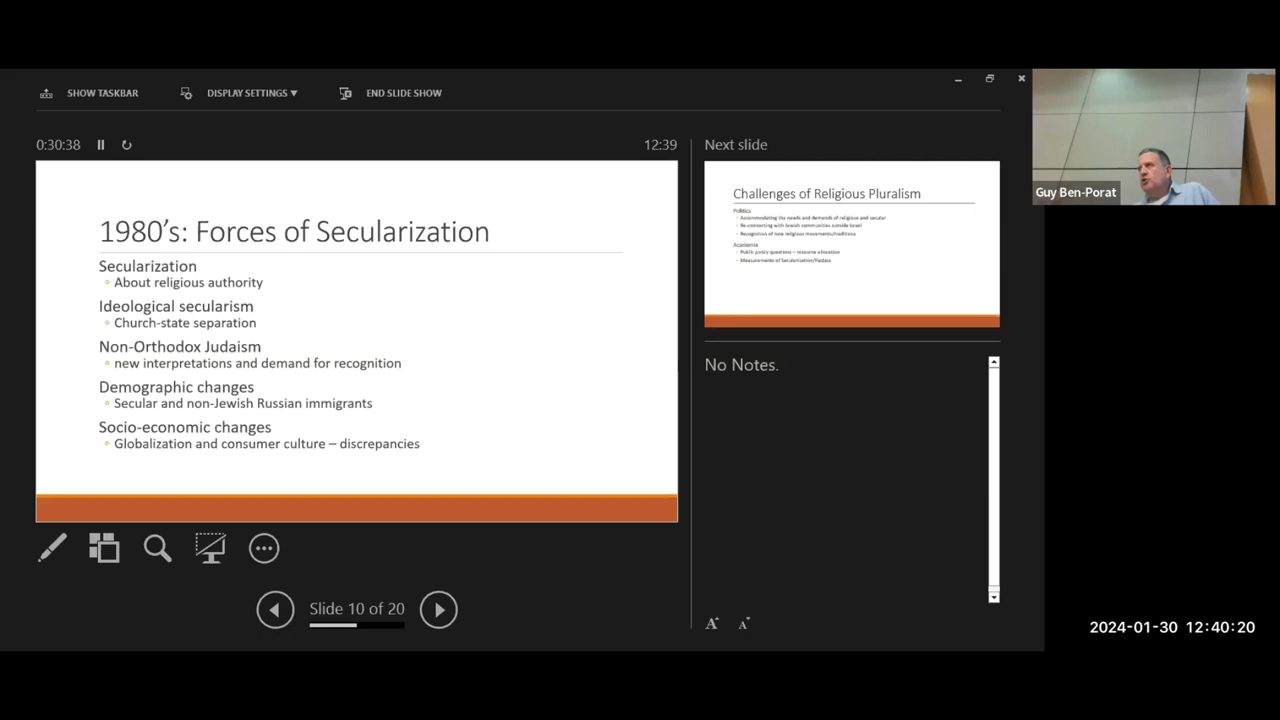 SHOW TASKBAR
DISPLAY SETTINGS ▼
END SLIDE SHOW
0:30:38
12:39
1980's: Forces of Secularization
Secularization
About religious authority
Ideological secularism
Church-state separation
Non-Orthodox Judaism
new interpretations and demand for recognition
Demographic changes
Secular and non-Jewish Russian immigrants
Socio-economic changes
Globalization and consumer culture – discrepancies
Slide 10 of 20
Next slide
Challenges of Religious Pluralism
Politics
Accommodating the needs and demands of religious and secular
Re-connecting with Jewish communities outside Israel
Recognition of new religious movements/traditions
Academia
Public policy questions – resource allocation
Measurements of Secularization/Hadata
No Notes.
A A
Guy Ben-Porat
2024-01-30 12:40:20